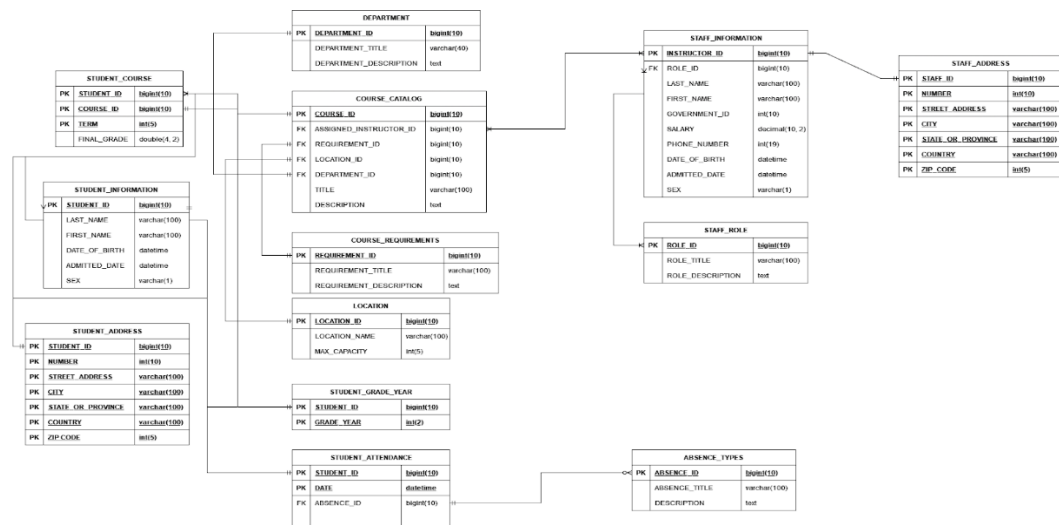 DEPARTMENT
PK DEPARTMENT_ID bigint(10)
DEPARTMENT_TITLE varchar(40)
DEPARTMENT_DESCRIPTION text
STUDENT_COURSE
PK STUDENT_ID bigint(10)
PK COURSE_ID bigint(10)
PK TERM int(5)
FINAL_GRADE double(4, 2)
COURSE_CATALOG
PK COURSE_ID bigint(10)
FK ASSIGNED_INSTRUCTOR_ID bigint(10)
FK REQUIREMENT_ID bigint(10)
FK LOCATION_ID bigint(10)
FK DEPARTMENT_ID bigint(10)
TITLE varchar(100)
DESCRIPTION text
STAFF_INFORMATION
PK INSTRUCTOR_ID bigint(10)
FK ROLE_ID bigint(10)
LAST_NAME varchar(100)
FIRST_NAME varchar(100)
GOVERNMENT_ID int(10)
SALARY ducimal(10, 2)
PHONE_NUMBER int(19)
DATE_OF_BIRTH datetime
ADMITTED_DATE datetime
SEX varchar(1)
STAFF_ADDRESS
PK STAFF_ID bigint(10)
PK NUMBER int(10)
PK STREET_ADDRESS varchar(100)
PK CITY varchar(100)
PK STATE_OR_PROVINCE varchar(100)
PK COUNTRY varchar(100)
PK ZIP_CODE int(5)
STUDENT_INFORMATION
PK STUDENT_ID bigint(10)
LAST_NAME varchar(100)
FIRST_NAME varchar(100)
DATE_OF_BIRTH datetime
ADMITTED_DATE datetime
SEX varchar(1)
COURSE_REQUIREMENTS
PK REQUIREMENT_ID bigint(10)
REQUIREMENT_TITLE varchar(100)
REQUIREMENT_DESCRIPTION text
STAFF_ROLE
PK ROLE_ID bigint(10)
ROLE_TITLE varchar(100)
ROLE_DESCRIPTION text
LOCATION
PK LOCATION_ID bigint(10)
LOCATION_NAME varchar(100)
MAX_CAPACITY int(5)
STUDENT_ADDRESS
PK STUDENT_ID bigint(10)
PK NUMBER int(10)
PK STREET_ADDRESS varchar(100)
PK CITY varchar(100)
PK STATE_OR_PROVINCE varchar(100)
PK COUNTRY varchar(100)
PK ZIP CODE int(5)
STUDENT_GRADE_YEAR
PK STUDENT_ID bigint(10)
PK GRADE_YEAR int(2)
STUDENT_ATTENDANCE
PK STUDENT_ID bigint(10)
PK DATE datetime
FK ABSENCE_ID bigint(10)
ABSENCE_TYPES
PK ABSENCE_ID bigint(10)
ABSENCE_TITLE varchar(100)
DESCRIPTION text